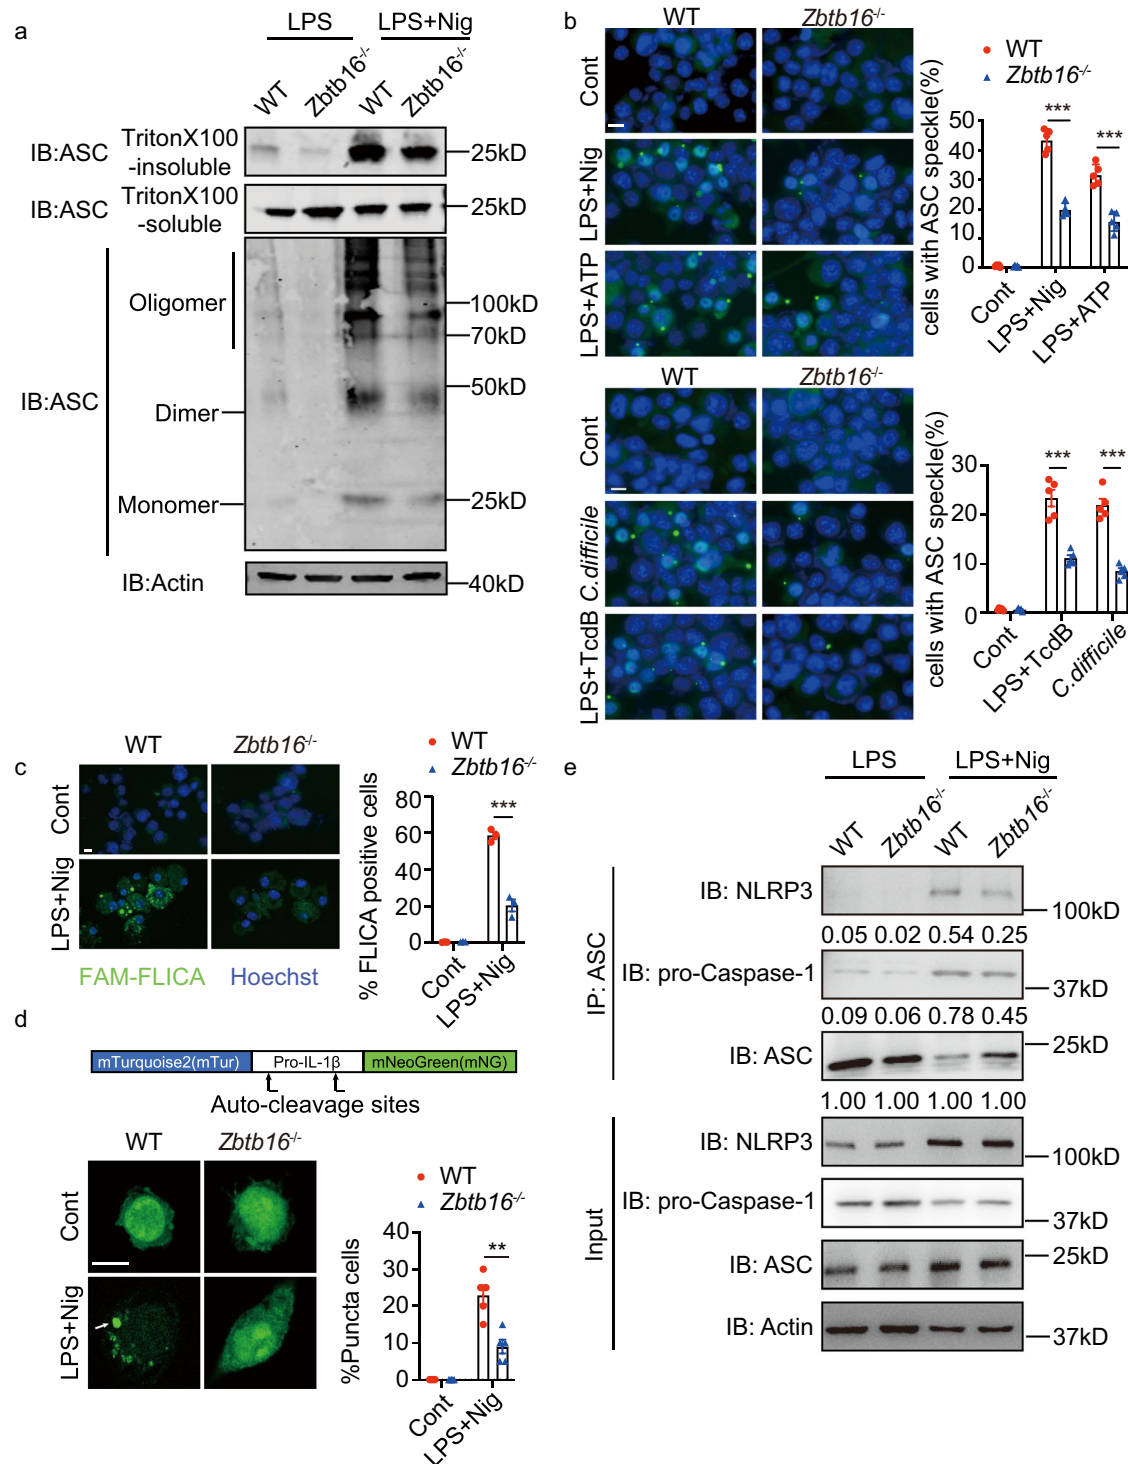 a
LPS LPS+Nig
WT Zbtb16-/- WT Zbtb16-/-
IB:ASC TritonX100
-insoluble
25kD
IB:ASC TritonX100
-soluble
25kD
IB:ASC
Oligomer
Dimer
Monomer
100kD
70kD
50kD
25kD
IB:Actin
40kD
b
WT Zbtb16-/-
Cont
LPS+Nig
LPS+ATP
WT
Zbtb16-/-
cells with ASC speckle(%)
50
40
30
20
10
0
***
***
Cont
LPS+Nig
LPS+ATP
WT Zbtb16-/-
Cont
C.difficile
LPS+TcdB
cells with ASC speckle(%)
30
20
10
0
***
***
Cont
LPS+TcdB
C.difficile
c
WT Zbtb16-/-
Cont
LPS+Nig
FAM-FLICA Hoechst
WT
Zbtb16-/-
% FLICA positive cells
80
60
40
20
0
***
Cont
LPS+Nig
d
mTurquoise2(mTur) Pro-IL-1β mNeoGreen(mNG)
Auto-cleavage sites
WT Zbtb16-/-
Cont
LPS+Nig
WT
Zbtb16-/-
%Puncta cells
40
30
20
10
0
**
Cont
LPS+Nig
e
LPS LPS+Nig
WT Zbtb16-/- WT Zbtb16-/-
IP: ASC
IB: NLRP3
100kD
0.05 0.02 0.54 0.25
IB: pro-Caspase-1
37kD
0.09 0.06 0.78 0.45
IB: ASC
25kD
1.00 1.00 1.00 1.00
Input
IB: NLRP3
100kD
IB: pro-Caspase-1
37kD
IB: ASC
25kD
IB: Actin
37kD